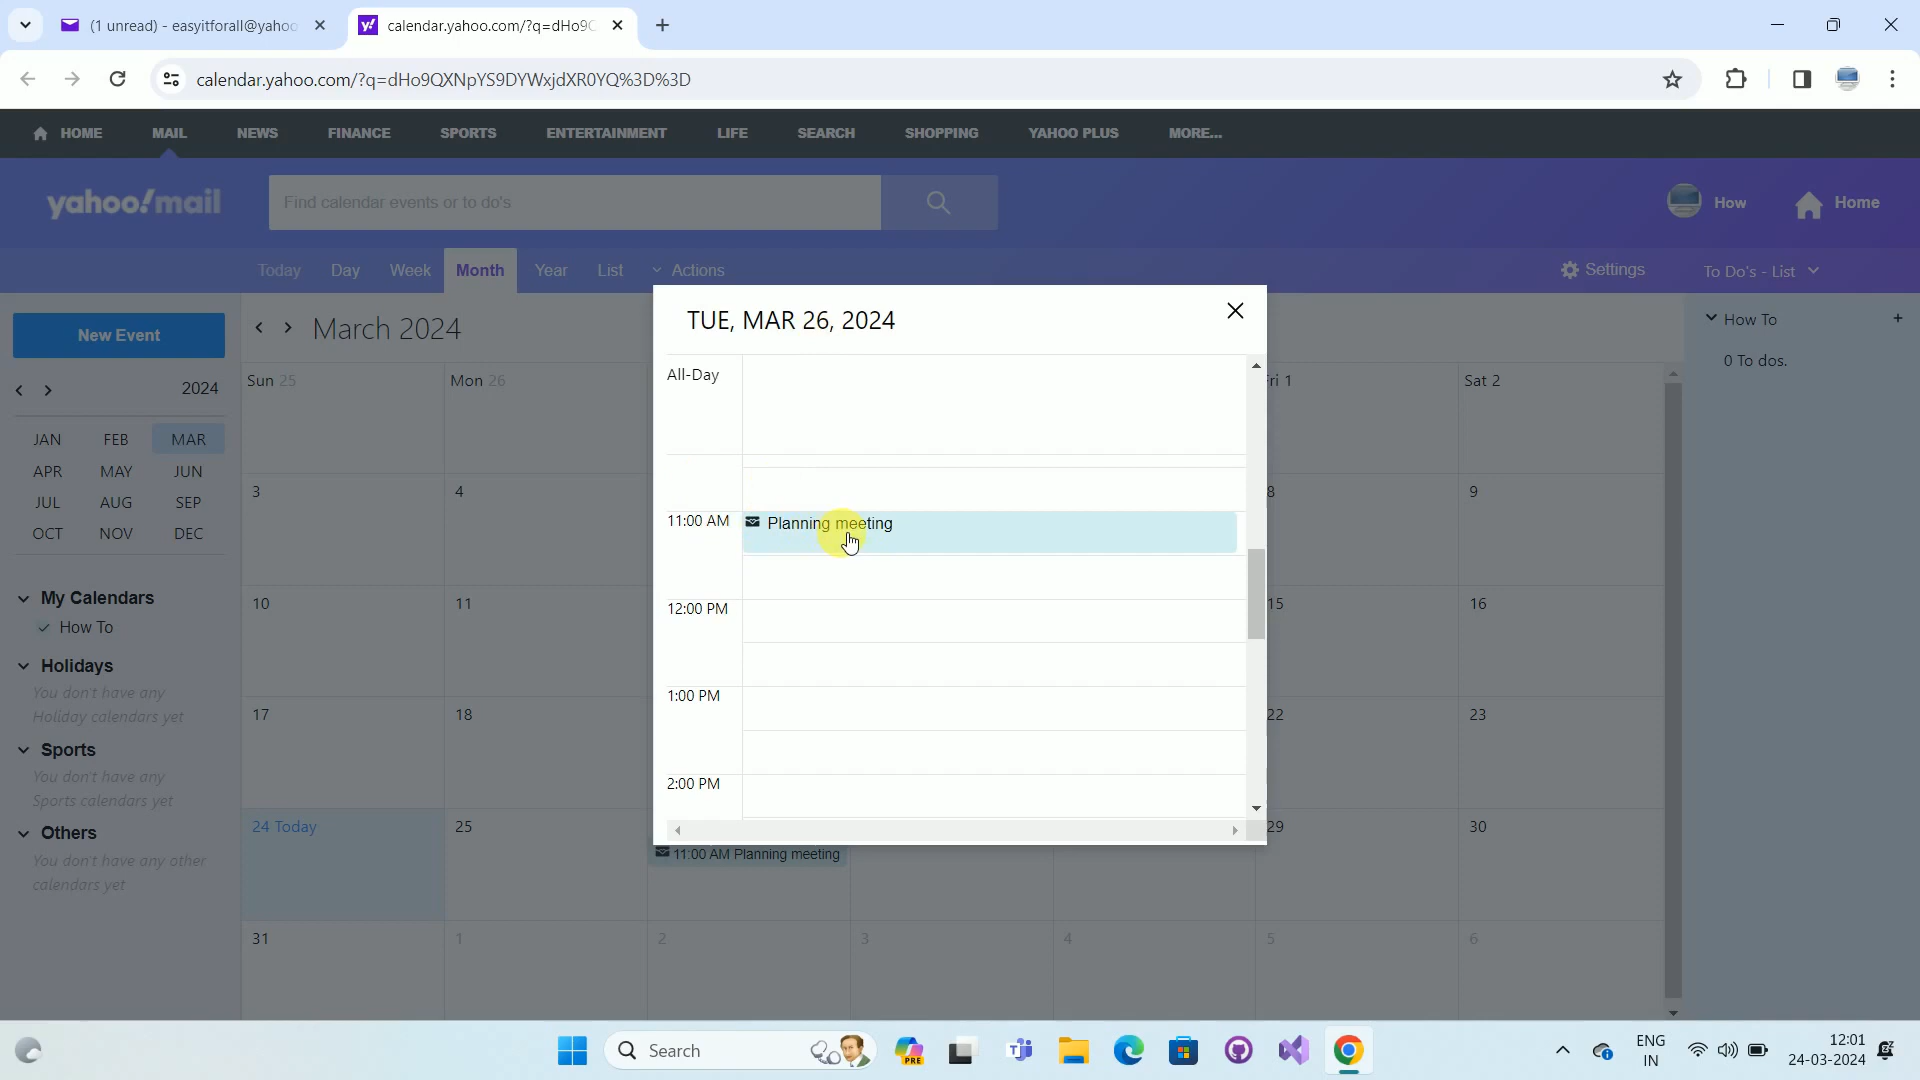 (1 unread) - easyitforall@yahoo
calendar.yahoo.com/?q=dHo9C
calendar.yahoo.com/?q=dHo9QXNpYS9DYWxjdXR0YQ%3D%3D
HOME MAIL NEWS FINANCE SPORTS ENTERTAINMENT LIFE SEARCH SHOPPING YAHOO PLUS MORE...
yahoo!mail
Find calendar events or to do's
How
Home
Today Day Week Month Year List Actions
Settings
To Do's - List
New Event
March 2024
2024
JAN FEB MAR
APR MAY JUN
JUL AUG SEP
OCT NOV DEC
My Calendars
How To
Holidays
You don't have any
Holiday calendars yet
Sports
You don't have any
Sports calendars yet
Others
You don't have any other
calendars yet
Sun 25 Mon 26 Fri 1 Sat 2
3 4 8 9
10 11 15 16
17 18 22 23
24 Today 25 29 30
11:00 AM Planning meeting
31 1 2 3 4 5 6
TUE, MAR 26, 2024
All-Day
11:00 AM Planning meeting
12:00 PM
1:00 PM
2:00 PM
How To
0 To dos.
Search
PRE
ENG
IN
12:01
24-03-2024